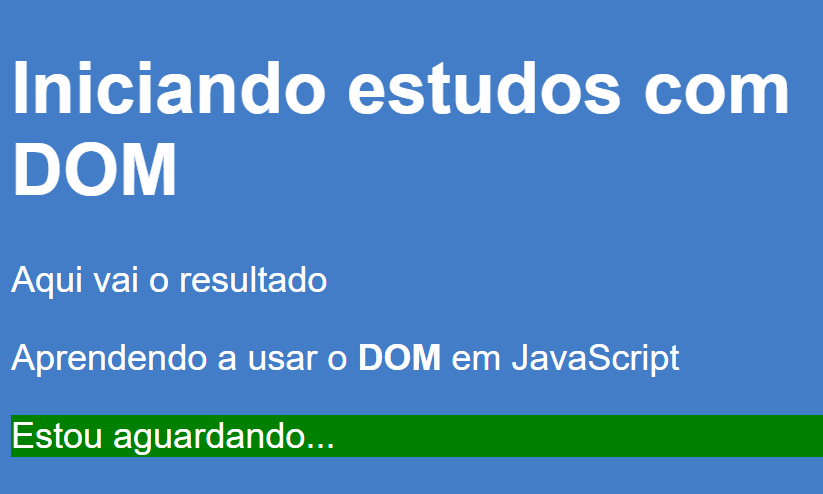 Iniciando estudos com
DOM
Aqui vai o resultado
Aprendendo a usar o DOM em JavaScript
Estou aguardando...